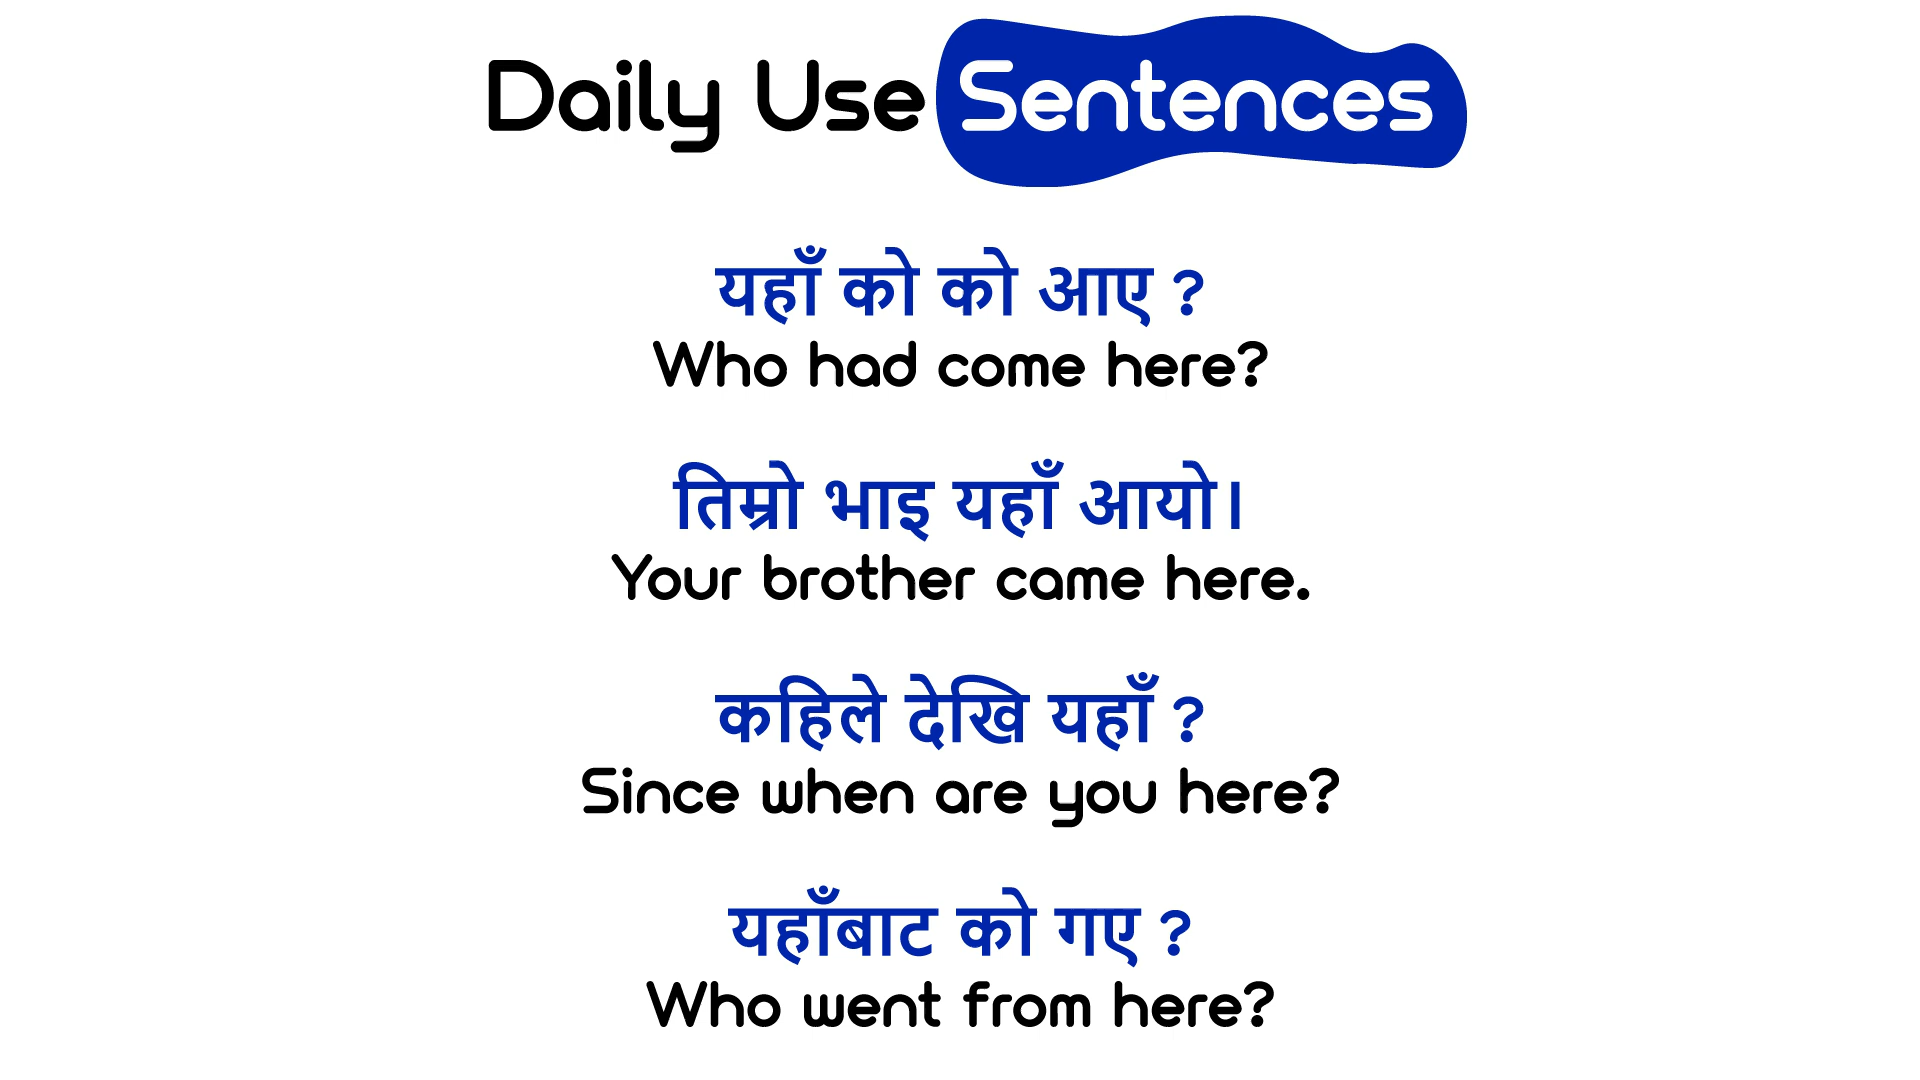 Daily Use Sentences
यहाँ को को आए ?
Who had come here?
तिम्रो भाइ यहाँ आयो।
Your brother came here.
कहिले देखि यहाँ ?
Since when are you here?
यहाँबाट को गए ?
Who went from here?